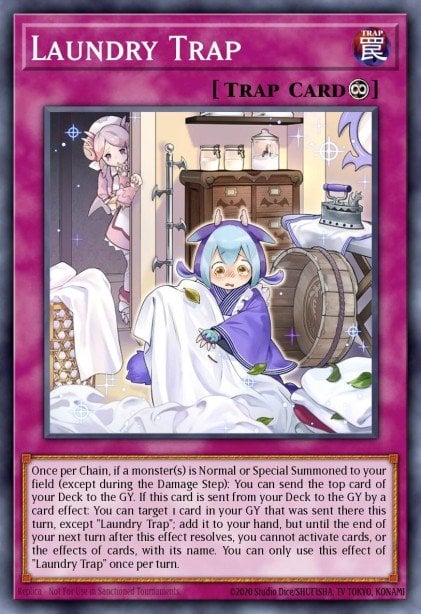 LAUNDRY TRAP
TRAP
罠
[TRAP CARD]
Once per Chain, if a monster(s) is Normal or Special Summoned to your
field (except during the Damage Step): You can send the top card of
your Deck to the GY. If this card is sent from your Deck to the GY by a
card effect: You can target 1 card in your GY that was sent there this
turn, except "Laundry Trap"; add it to your hand, but until the end of
your next turn after this effect resolves, you cannot activate cards, or
the effects of cards, with its name. You can only use this effect of
"Laundry Trap" once per turn.
Replica - Not For Use in Sanctioned Tournaments
©2020 Studio Dice/SHUEISHA, TV TOKYO, KONAMI